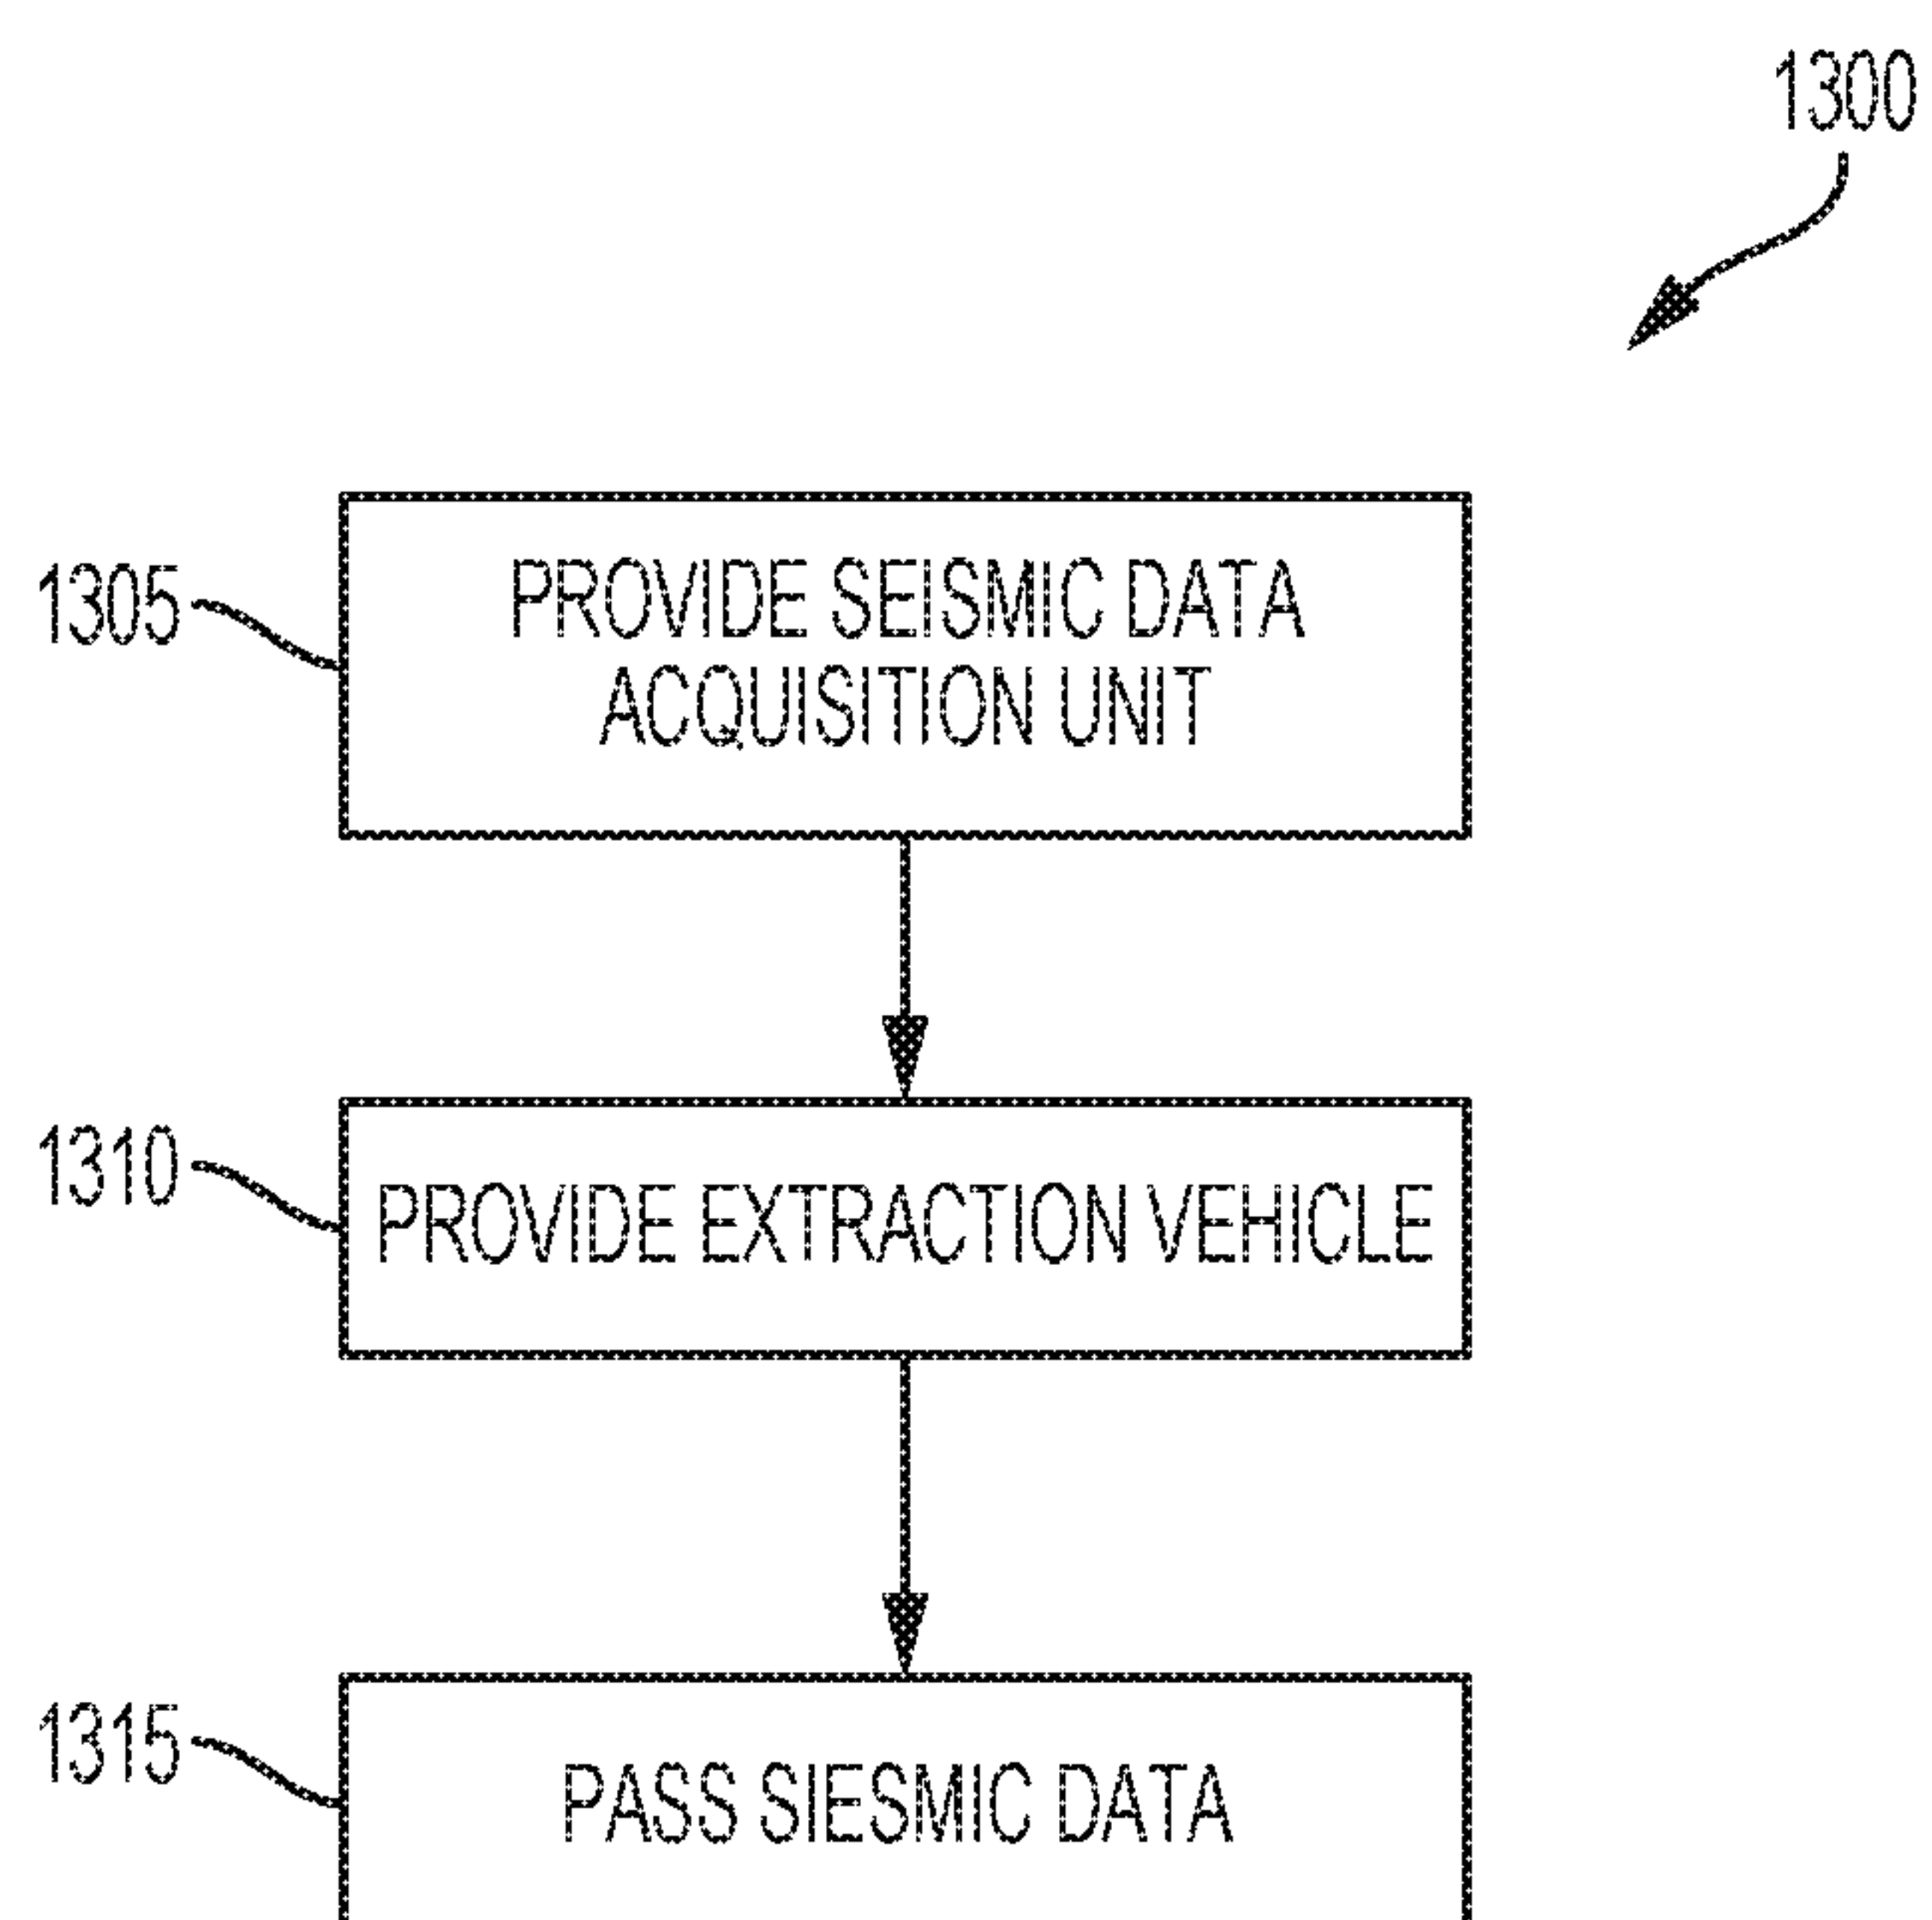 1300
1305
PROVIDE SEISMIC DATA
ACQUISITION UNIT
1310
PROVIDE EXTRACTION VEHICLE
1315
PASS SIESMIC DATA